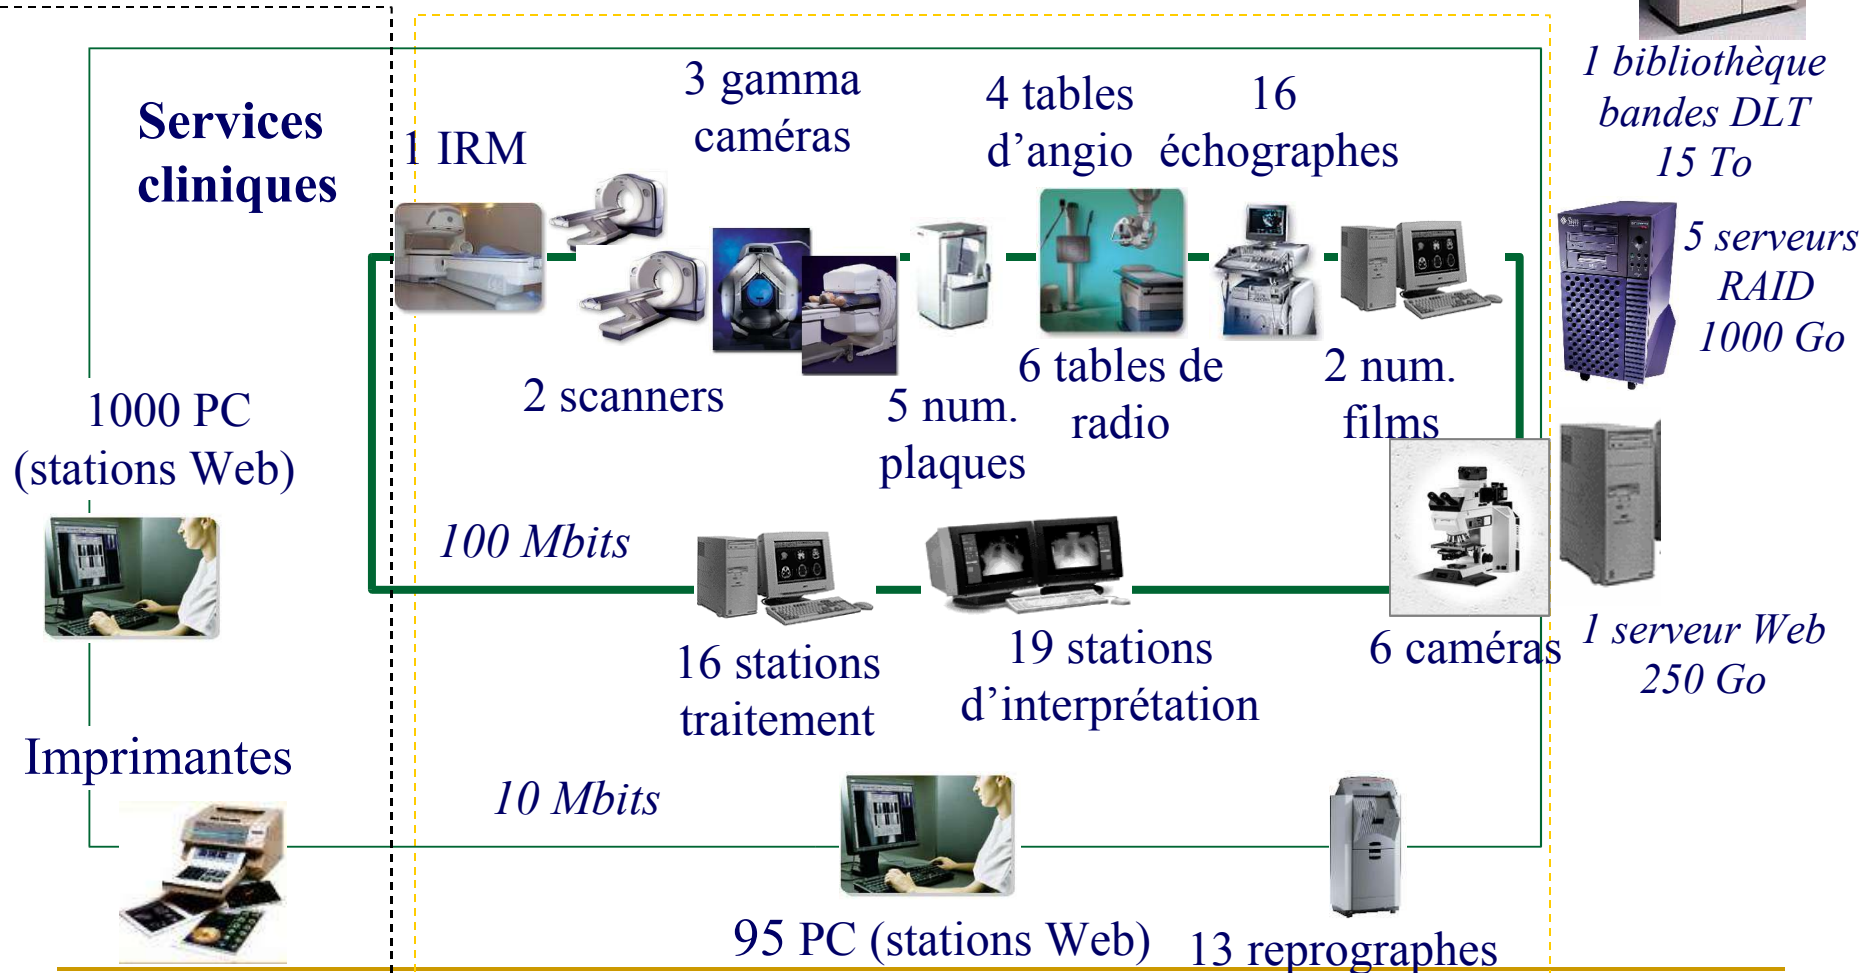 Services
cliniques
1 IRM
3 gamma
caméras
4 tables
d’angio
16
échographes
1 bibliothèque
bandes DLT
15 To
5 serveurs
RAID
1000 Go
2 scanners
5 num.
plaques
6 tables de
radio
2 num.
films
1000 PC
(stations Web)
100 Mbits
16 stations
traitement
19 stations
d’interprétation
6 caméras
1 serveur Web
250 Go
Imprimantes
10 Mbits
95 PC (stations Web)
13 reprographes